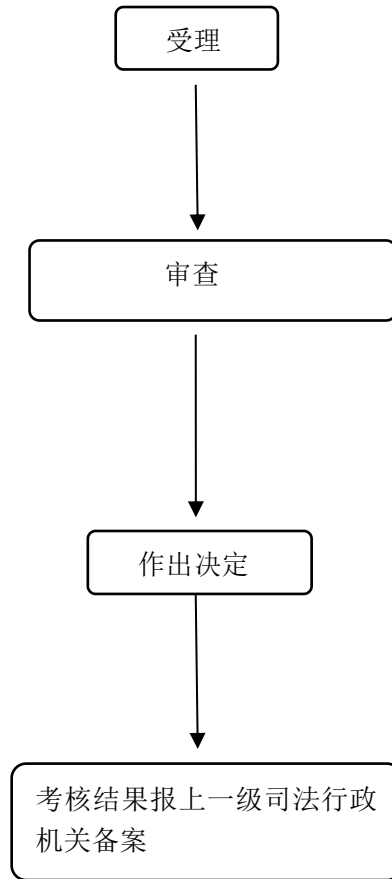 受理
审查
作出决定
考核结果报上一级司法行政
机关备案